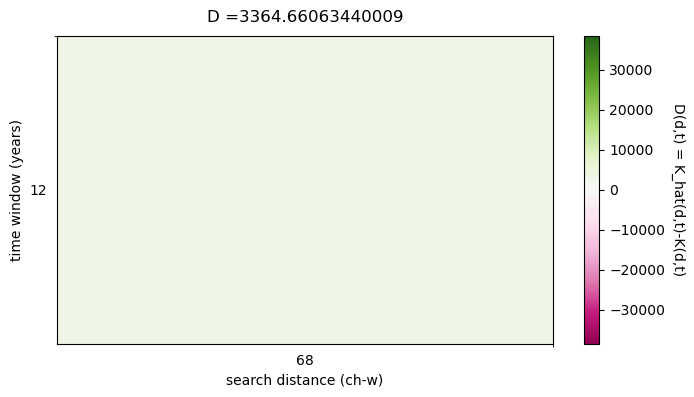 D =3364.66063440009
time window (years)
12
68
search distance (ch-w)
30000
20000
10000
0
−10000
−20000
−30000
D(d,t) = K_hat(d,t)-K(d,t)